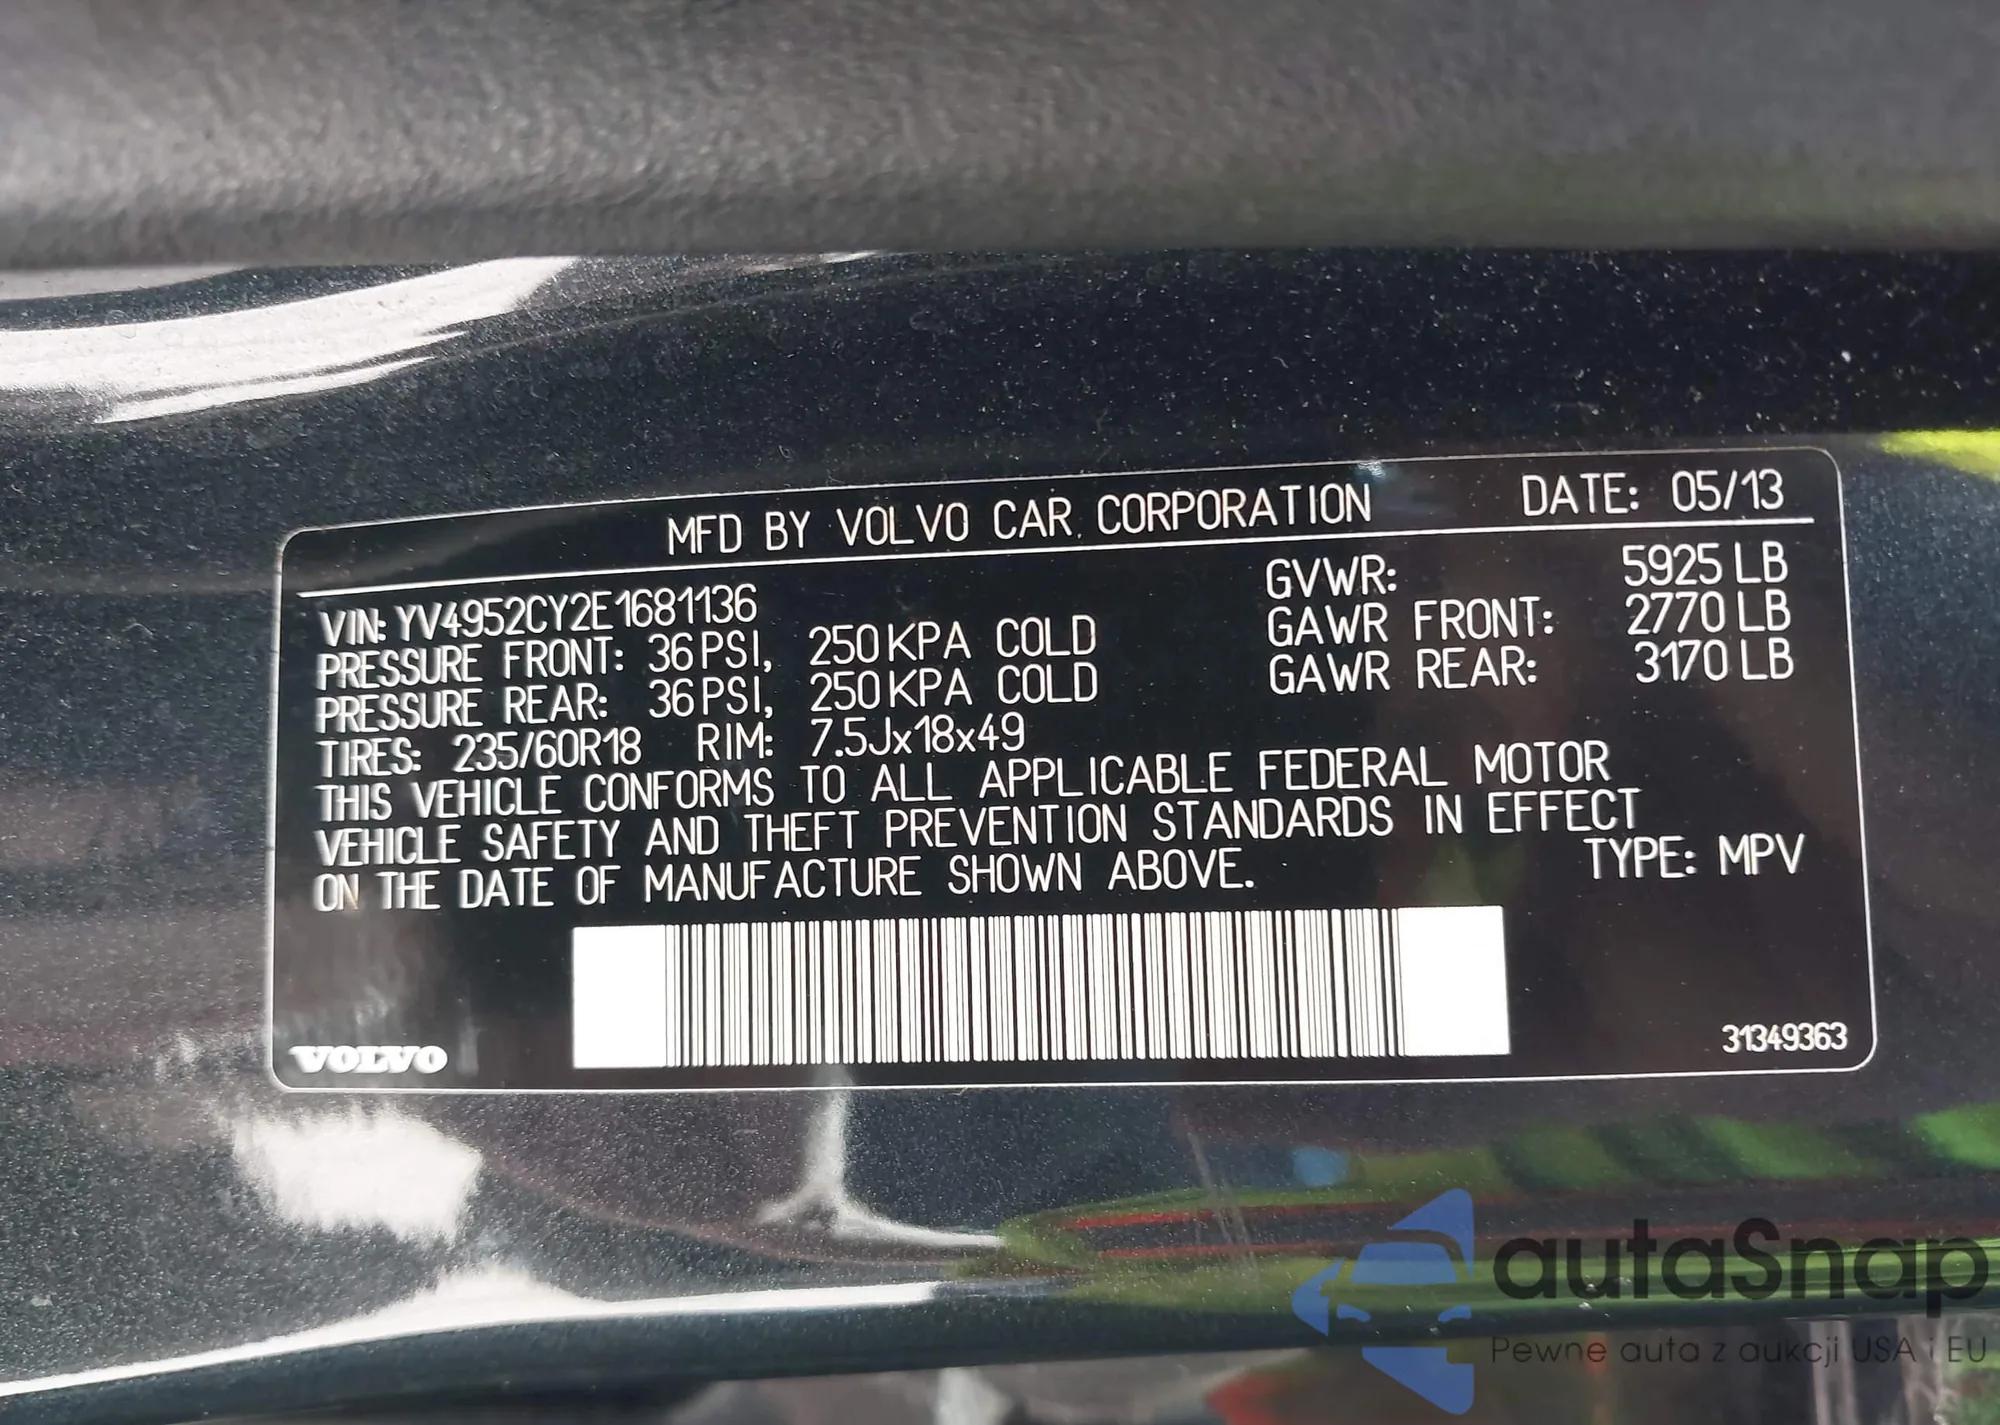 MFD BY VOLVO CAR CORPORATION DATE: 05/13
VIN: YV4952CY2E1681136 GVWR: 5925 LB
PRESSURE FRONT: 36 PSI, 250 KPA COLD GAWR FRONT: 2770 LB
PRESSURE REAR: 36 PSI, 250 KPA COLD GAWR REAR: 3170 LB
TIRES: 235/60R18 RIM: 7.5Jx18x49
THIS VEHICLE CONFORMS TO ALL APPLICABLE FEDERAL MOTOR
VEHICLE SAFETY AND THEFT PREVENTION STANDARDS IN EFFECT
ON THE DATE OF MANUFACTURE SHOWN ABOVE. TYPE: MPV
VOLVO 31349363
autaSnap
Pewne auta z aukcji USA i EU